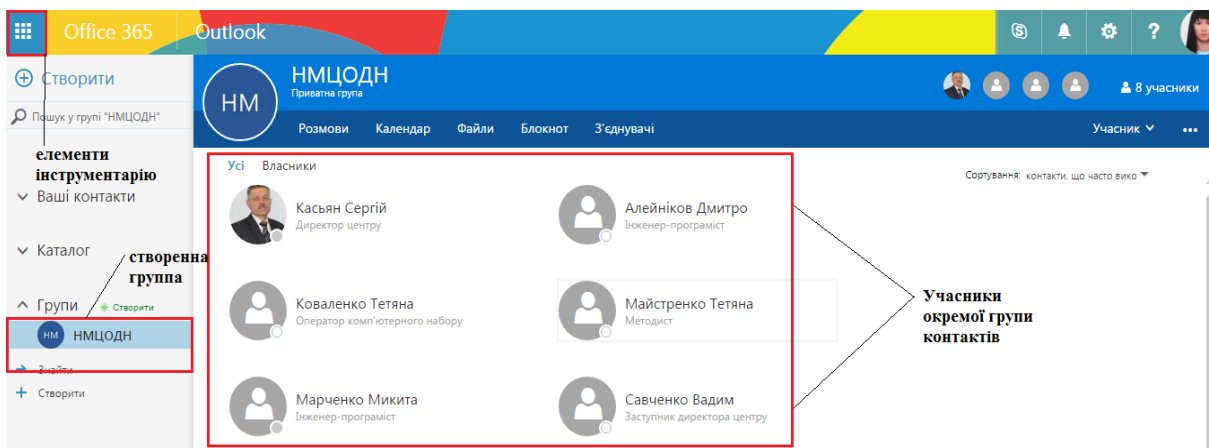 Office 365 Outlook
Створити
Пошук у групі "НМЦОДН"
елементи
інструментарію
Ваші контакти
Каталог
створенна
группа
Групи Створити
НМ НМЦОДН
Знайти
Створити
НМ
НМЦОДН
Приватна група
8 учасники
Розмови Календар Файли Блокнот З'єднувачі Учасник
Усі Власники
Сортування: контакти, що часто вико
Касьян Сергій
Директор центру
Алейніков Дмитро
Інженер-програміст
Коваленко Тетяна
Оператор комп'ютерного набору
Майстренко Тетяна
Методист
Марченко Микита
Інженер-програміст
Савченко Вадим
Заступник директора центру
Учасники
окремої групи
контактів